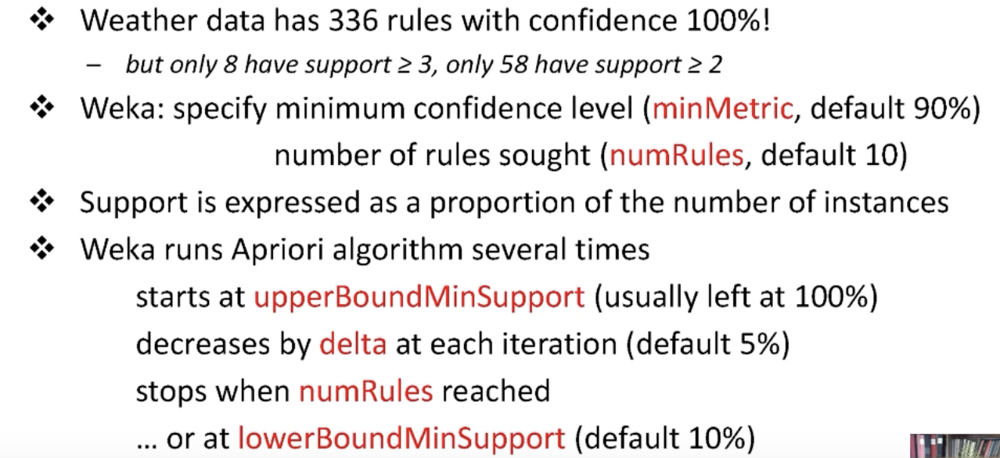 ❖ Weather data has 336 rules with confidence 100%!
– but only 8 have support ≥ 3, only 58 have support ≥ 2
❖ Weka: specify minimum confidence level (minMetric, default 90%)
number of rules sought (numRules, default 10)
❖ Support is expressed as a proportion of the number of instances
❖ Weka runs Apriori algorithm several times
starts at upperBoundMinSupport (usually left at 100%)
decreases by delta at each iteration (default 5%)
stops when numRules reached
... or at lowerBoundMinSupport (default 10%)